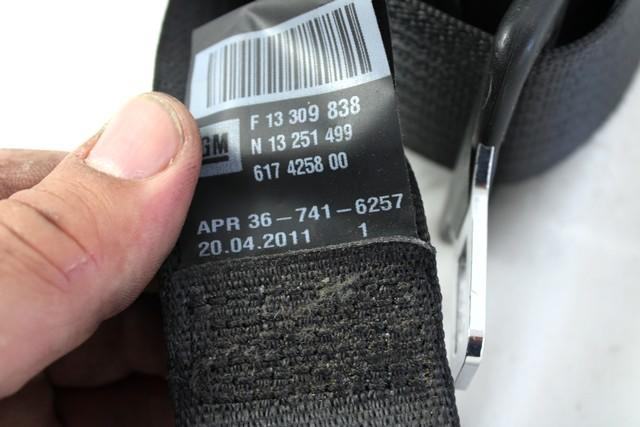 F 13 309 838
GM N 13 251 499
617 4258 00
APR 36-741-6257
20.04.2011 1